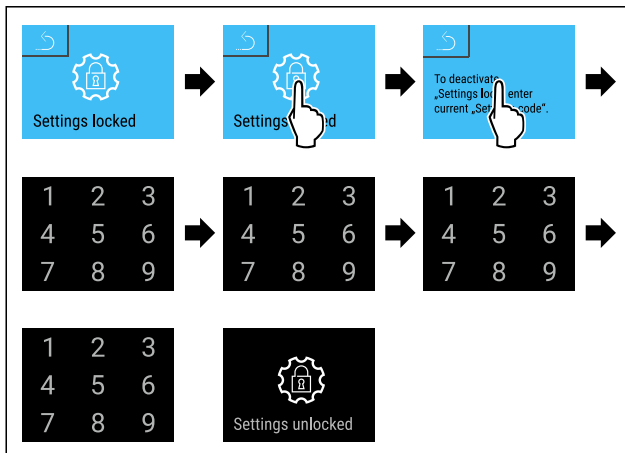 Settings locked
Settings
To deactivate
„Settings enter
current code“.
1 2 3
4 5 6
7 8 9
1 2 3
4 5 6
7 8 9
1 2 3
4 5 6
7 8 9
1 2 3
4 5 6
7 8 9
Settings unlocked